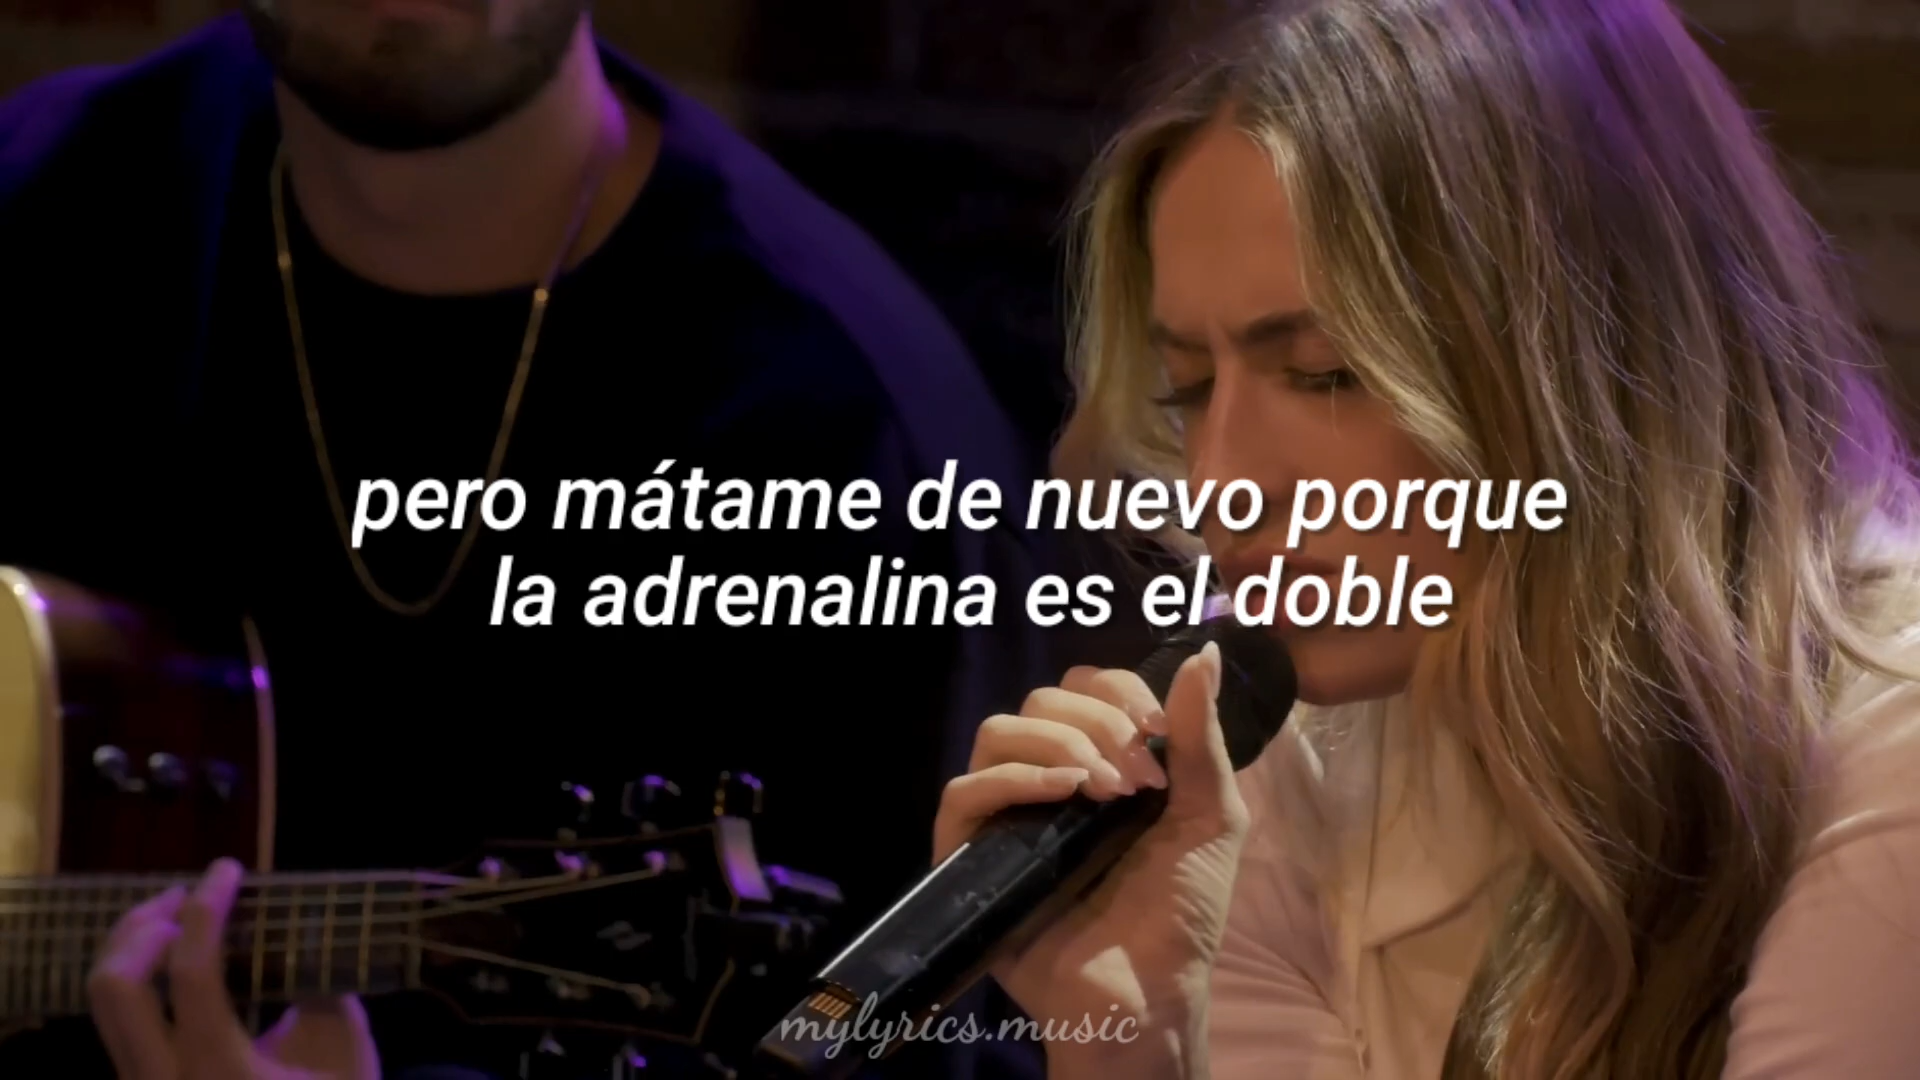 pero mátame de nuevo porque
la adrenalina es el doble
mylyrics.music